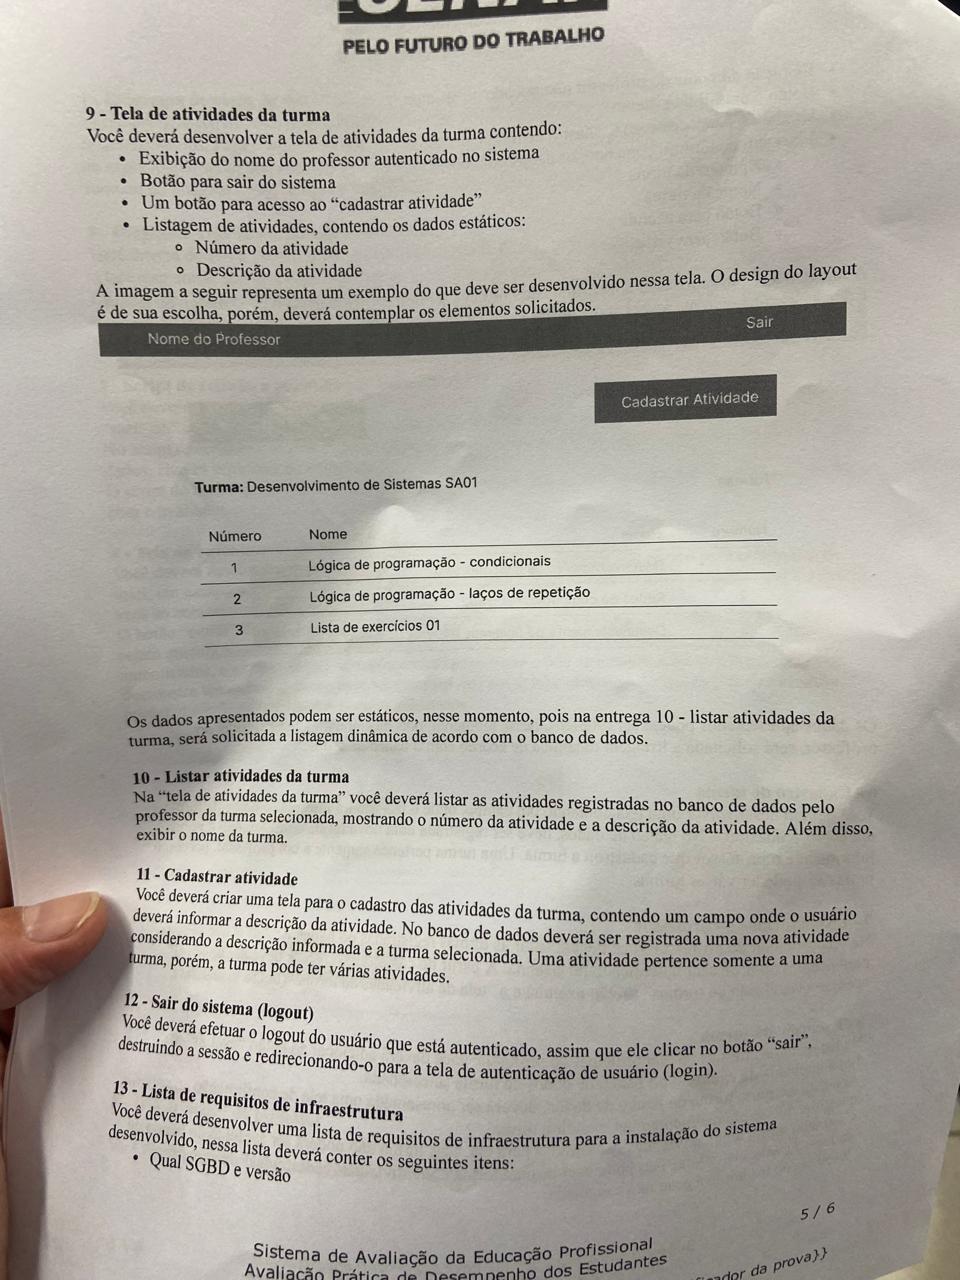 PELO FUTURO DO TRABALHO
9 - Tela de atividades da turma
Você deverá desenvolver a tela de atividades da turma contendo:
• Exibição do nome do professor autenticado no sistema
• Botão para sair do sistema
• Um botão para acesso ao “cadastrar atividade”
• Listagem de atividades, contendo os dados estáticos:
o Número da atividade
o Descrição da atividade
A imagem a seguir representa um exemplo do que deve ser desenvolvido nessa tela. O design do layout
é de sua escolha, porém, deverá contemplar os elementos solicitados.
Nome do Professor Sair
Cadastrar Atividade
Turma: Desenvolvimento de Sistemas SA01
Número Nome
1 Lógica de programação - condicionais
2 Lógica de programação - laços de repetição
3 Lista de exercícios 01
Os dados apresentados podem ser estáticos, nesse momento, pois na entrega 10 - listar atividades da
turma, será solicitada a listagem dinâmica de acordo com o banco de dados.
10 - Listar atividades da turma
Na “tela de atividades da turma” você deverá listar as atividades registradas no banco de dados pelo
professor da turma selecionada, mostrando o número da atividade e a descrição da atividade. Além disso,
exibir o nome da turma.
11 - Cadastrar atividade
Você deverá criar uma tela para o cadastro das atividades da turma, contendo um campo onde o usuário
deverá informar a descrição da atividade. No banco de dados deverá ser registrada uma nova atividade
considerando a descrição informada e a turma selecionada. Uma atividade pertence somente a uma
turma, porém, a turma pode ter várias atividades.
12 - Sair do sistema (logout)
Você deverá efetuar o logout do usuário que está autenticado, assim que ele clicar no botão “sair”,
destruindo a sessão e redirecionando-o para a tela de autenticação de usuário (login).
13 - Lista de requisitos de infraestrutura
Você deverá desenvolver uma lista de requisitos de infraestrutura para a instalação do sistema
desenvolvido, nessa lista deverá conter os seguintes itens:
• Qual SGBD e versão
5 / 6
Sistema de Avaliação da Educação Profissional
Avaliação Prática de Desempenho dos Estudantes
da prova}}